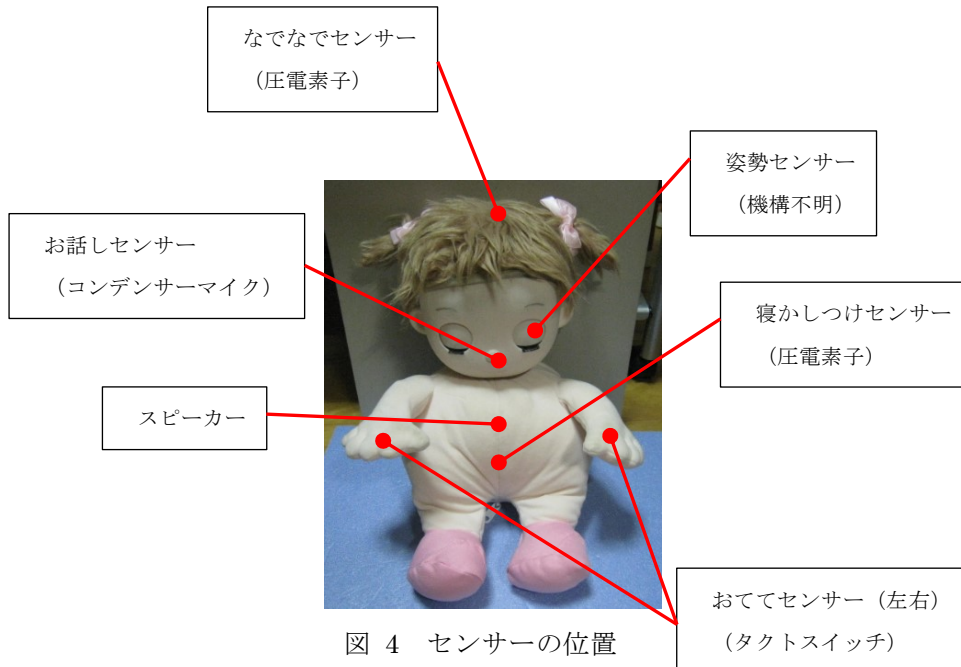 なでなでセンサー
（圧電素子）
姿勢センサー
（機構不明）
お話しセンサー
（コンデンサーマイク）
寝かしつけセンサー
（圧電素子）
スピーカー
おててセンサー（左右）
（タクトスイッチ）
図 4　センサーの位置